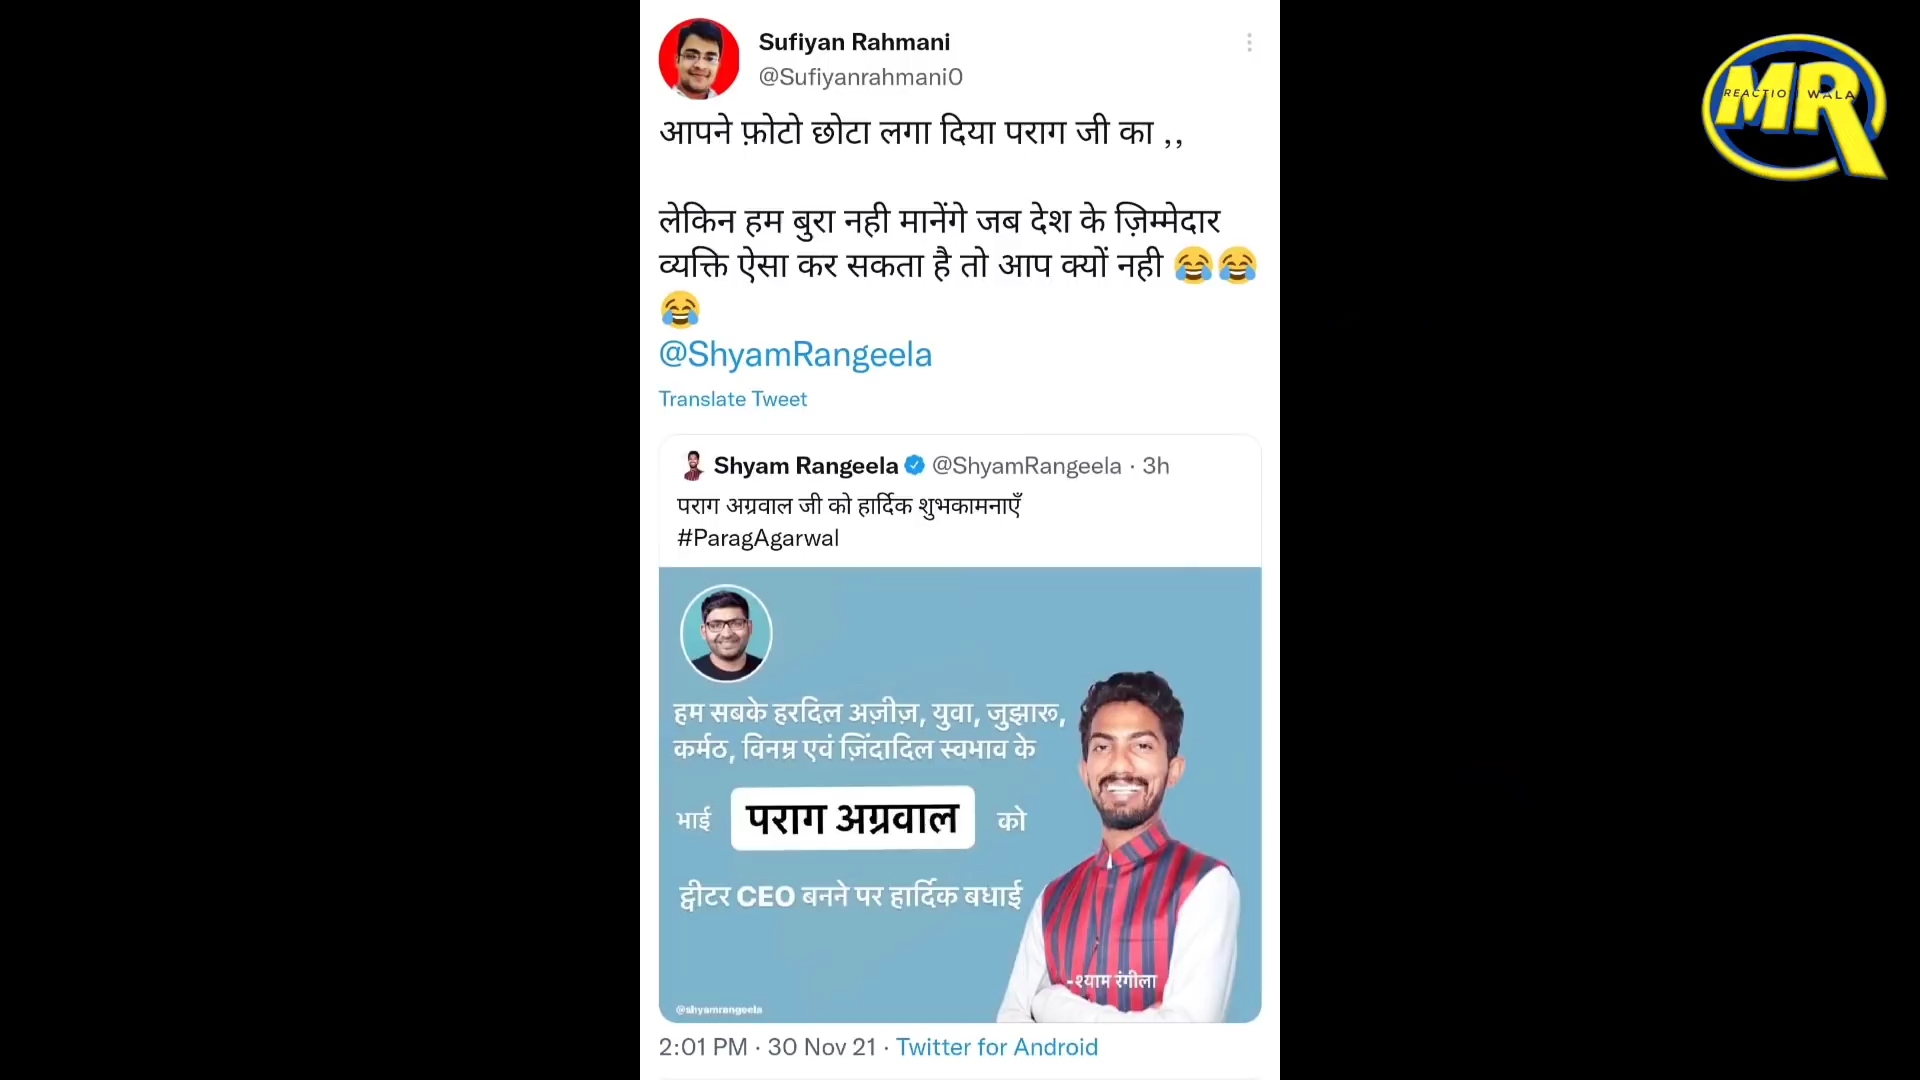 Sufiyan Rahmani
@Sufiyanrahmani0
आपने फ़ोटो छोटा लगा दिया पराग जी का ,,
लेकिन हम बुरा नही मानेंगे जब देश के ज़िम्मेदार
व्यक्ति ऐसा कर सकता है तो आप क्यों नही 😂😂
😂
@ShyamRangeela
Translate Tweet
Shyam Rangeela @ShyamRangeela · 3h
पराग अग्रवाल जी को हार्दिक शुभकामनाएँ
#ParagAgarwal
हम सबके हरदिल अज़ीज़, युवा, जुझारू,
कर्मठ, विनम्र एवं ज़िंदादिल स्वभाव के
भाई पराग अग्रवाल को
ट्वीटर CEO बनने पर हार्दिक बधाई
-श्याम रंगीला
@shyamrangeela
2:01 PM · 30 Nov 21 · Twitter for Android
MR
REACTION WALA